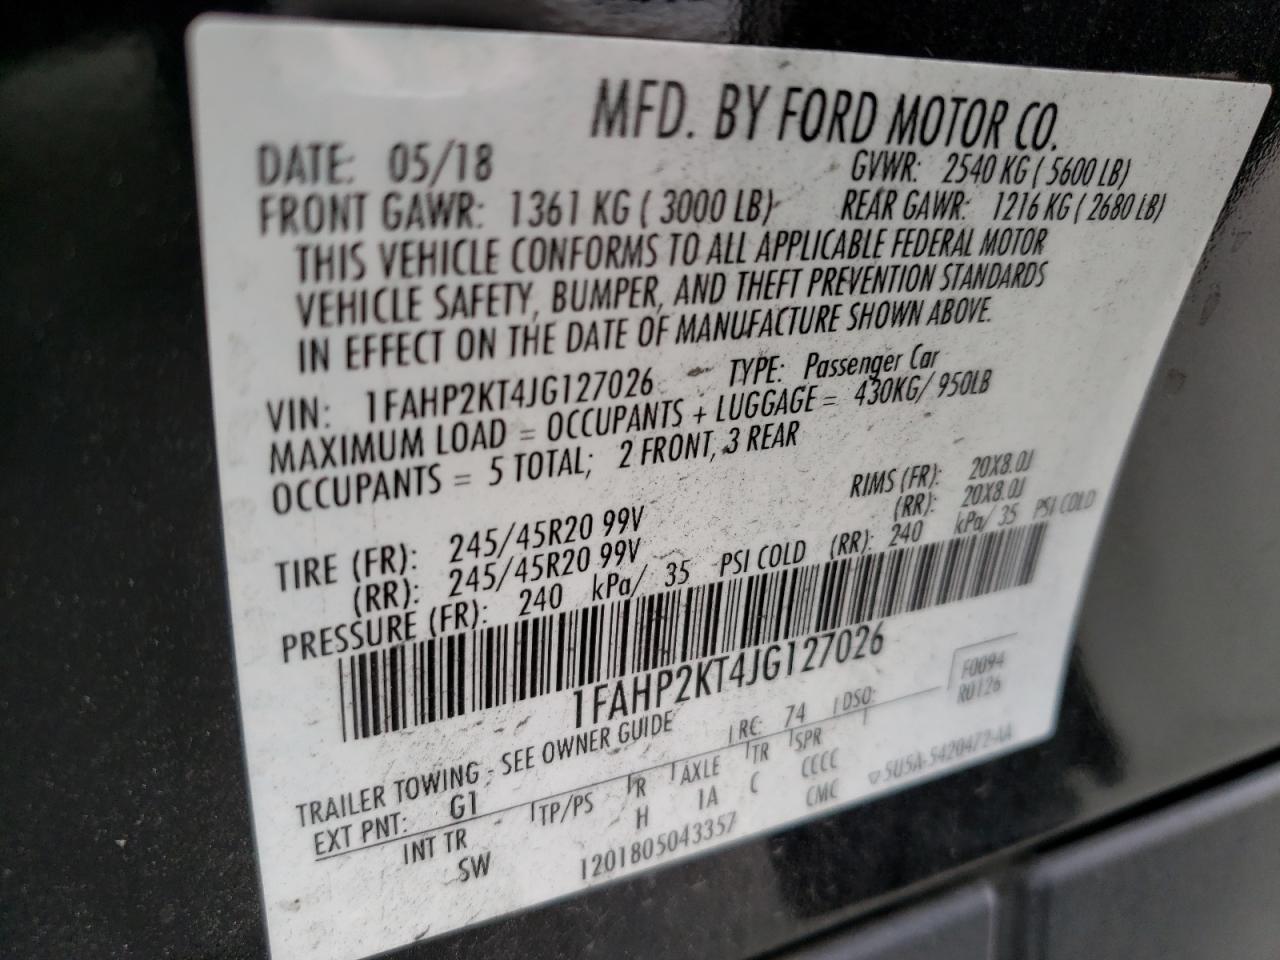 MFD. BY FORD MOTOR CO.
DATE: 05/18 GVWR: 2540 KG ( 5600 LB)
FRONT GAWR: 1361 KG ( 3000 LB) REAR GAWR: 1216 KG ( 2680 LB)
THIS VEHICLE CONFORMS TO ALL APPLICABLE FEDERAL MOTOR
VEHICLE SAFETY, BUMPER, AND THEFT PREVENTION STANDARDS
IN EFFECT ON THE DATE OF MANUFACTURE SHOWN ABOVE.
VIN: 1FAHP2KT4JG127026 TYPE: Passenger Car
MAXIMUM LOAD = OCCUPANTS + LUGGAGE = 430KG/ 950LB
OCCUPANTS = 5 TOTAL; 2 FRONT, 3 REAR
TIRE (FR): 245/45R20 99V RIMS (FR): 20X8.0J
(RR): 245/45R20 99V (RR): 20X8.0J
PRESSURE (FR): 240 kPa/ 35 PSI COLD (RR): 240 kPa/ 35 PSI COLD
1FAHP2KT4JG127026
TRAILER TOWING - SEE OWNER GUIDE
F0094
R0126
EXT PNT: G1 RC: 74 DSO:
INT TR TP/PS R AXLE TR SPR
SW H 1A C CCCC
1201805043357 CMC
▽5U5A-5420472-AA